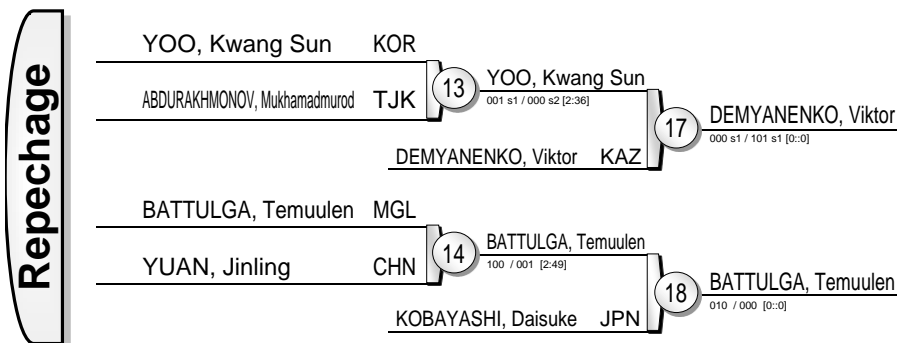 Repechage
YOO, Kwang Sun KOR
ABDURAKHMONOV, Mukhamadmurod TJK
13
YOO, Kwang Sun
001 s1 / 000 s2 [2:36]
DEMYANENKO, Viktor KAZ
17
DEMYANENKO, Viktor
000 s1 / 101 s1 [0::0]
BATTULGA, Temuulen MGL
YUAN, Jinling CHN
14
BATTULGA, Temuulen
100 / 001 [2:49]
KOBAYASHI, Daisuke JPN
18
BATTULGA, Temuulen
010 / 000 [0::0]